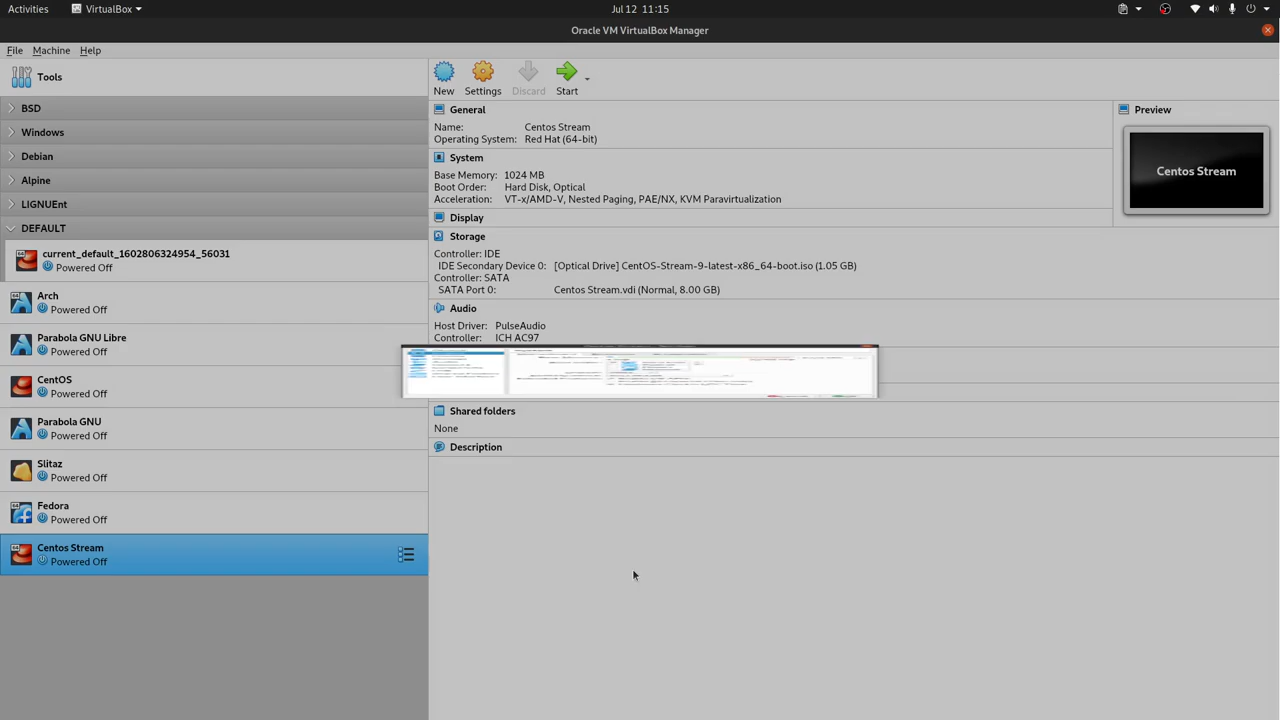 Activities VirtualBox Jul 12 11:15
Oracle VM VirtualBox Manager
File Machine Help
Tools
BSD
Windows
Debian
Alpine
LIGNUEnt
DEFAULT
current_default_1602806324954_56031
Powered Off
Arch
Powered Off
Parabola GNU Libre
Powered Off
CentOS
Powered Off
Parabola GNU
Powered Off
Slitaz
Powered Off
Fedora
Powered Off
Centos Stream
Powered Off
New Settings Discard Start
General
Name: Centos Stream
Operating System: Red Hat (64-bit)
System
Base Memory: 1024 MB
Boot Order: Hard Disk, Optical
Acceleration: VT-x/AMD-V, Nested Paging, PAE/NX, KVM Paravirtualization
Display
Storage
Controller: IDE
IDE Secondary Device 0: [Optical Drive] CentOS-Stream-9-latest-x86_64-boot.iso (1.05 GB)
Controller: SATA
SATA Port 0: Centos Stream.vdi (Normal, 8.00 GB)
Audio
Host Driver: PulseAudio
Controller: ICH AC97
Shared folders
None
Description
Preview
Centos Stream